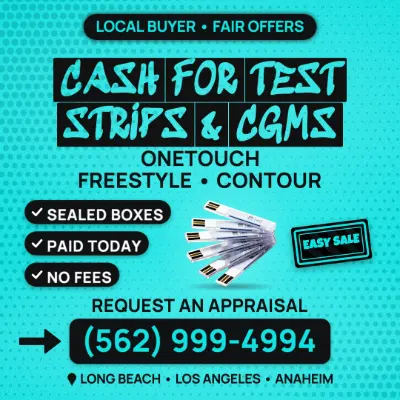 LOCAL BUYER • FAIR OFFERS
CASH FOR TEST
STRIPS & CGMS
ONETOUCH
FREESTYLE • CONTOUR
SEALED BOXES
PAID TODAY
NO FEES
EASY SALE
REQUEST AN APPRAISAL
(562) 999-4994
LONG BEACH • LOS ANGELES • ANAHEIM